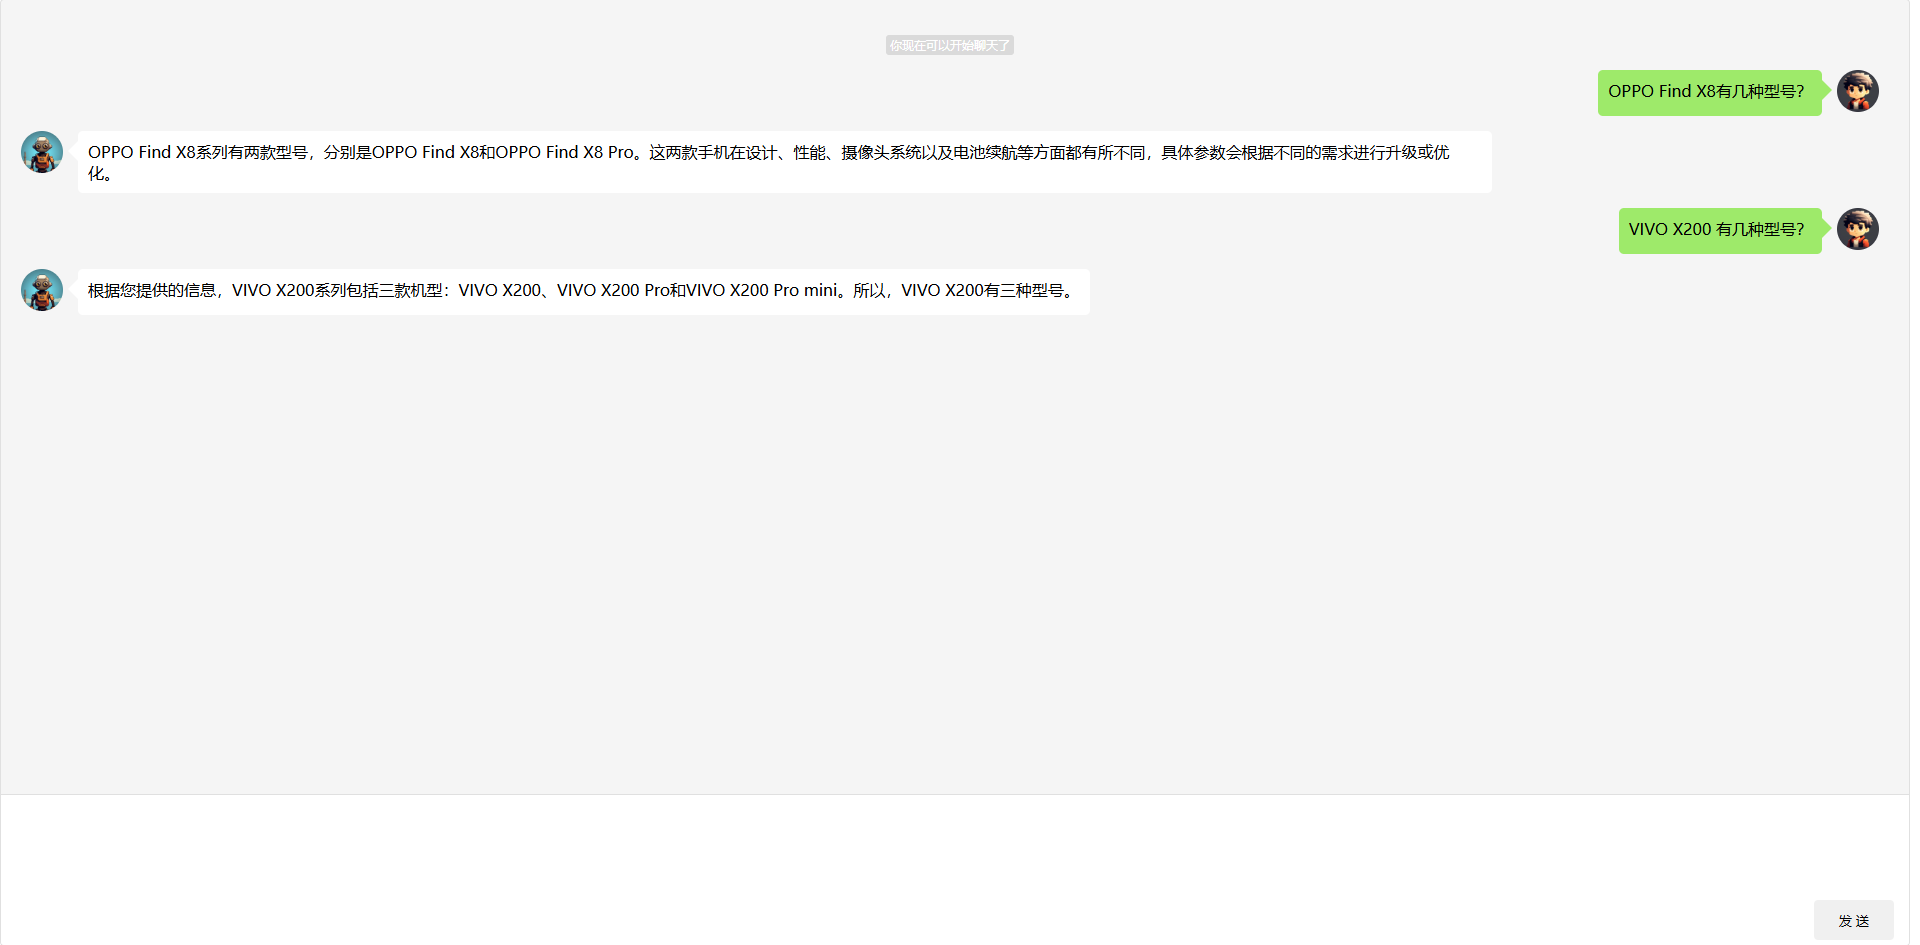 你现在可以开始聊天了
OPPO Find X8有几种型号?
OPPO Find X8系列有两款型号，分别是OPPO Find X8和OPPO Find X8 Pro。这两款手机在设计、性能、摄像头系统以及电池续航等方面都有所不同，具体参数会根据不同的需求进行升级或优
化。
VIVO X200 有几种型号?
根据您提供的信息，VIVO X200系列包括三款机型：VIVO X200、VIVO X200 Pro和VIVO X200 Pro mini。所以，VIVO X200有三种型号。
发 送